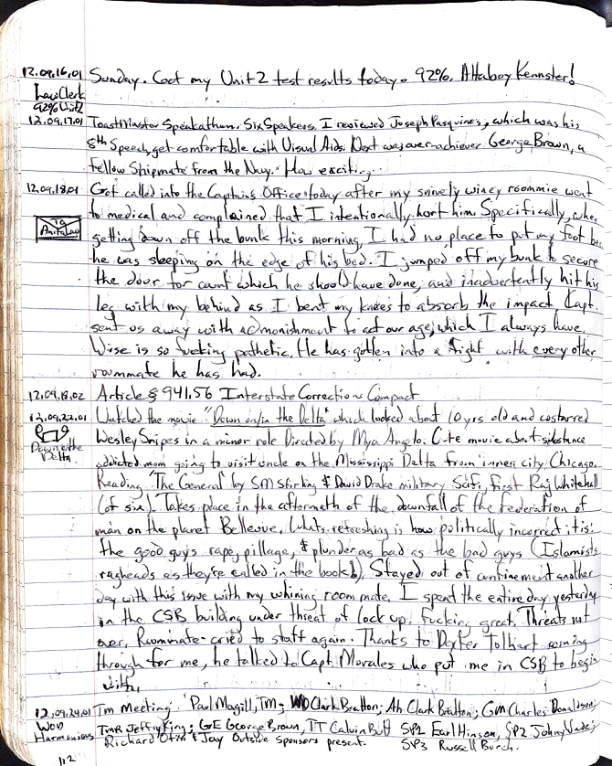 12.09.16.01 Sunday. Got my Unit 2 test results today - 92%. Attaboy Kennster!
Law Clerk
92% Unit 2
12.09.17.01 Toastmaster Speakathon. Six Speakers. I reviewed Joseph Pasquines, which was his
8th Speech, get comfortable with Visual Aids. Next was over-achiever George Brown, a
fellow Shipmate from the Navy. How exciting...
12.09.18.01 Got called into the Captains Office today after my snively wincy roommie went
to medical and complained that I intentionally hurt him. Specifically, when
To
Anita Lao
getting down off the bunk this morning, I had no place to put my foot bec
he was sleeping on the edge of his bed. I jumped off my bunk to secure
the door for count which he should have done, and inadvertently hit his
leg with my behind as I bent my knees to absorb the impact. Capt.
sent us away with admonishment to act our age, which I always have.
Wise is so fucking pathetic. He has gotten into a fight with every other
roommate he has had.
12.09.18.02 Article § 941.56 Interstate Corrections Compact
12.09.22.01 Watched the movie "Down on/in the Delta" which looked about 10 yrs old and costarred
Down on the
Delta
Wesley Snipes in a minor role Directed by Mya Angelo. Cute movie about substance
addicted mom going to visit uncle on the Mississippi Delta from inner city Chicago.
Reading The General by SM Stirling & David Drake military Scifi, first Raj Whitehall
(of six). Takes place in the aftermeth of the downfall of the Federation of
man on the planet Bellevue. Whats refreshing is how politically incorrect it is:
the good guys rape, pillage, & plunder as bad as the bad guys (Islamists
ragheads as they're called in the book!). Stayed out of confinement another
day with this issue with my whining roommate. I spend the entire day yesterday
in the CSB building under threat of lock up. Fucking great. Threats not
over, Roominate cried to staff again. Thanks to Dexter Tolbert coming
through for me, he talked to Capt. Morales who put me in CSB to begin
with.
12.09.24.01 Tm Meeting: Paul Magill, TM; WOD Clark Bratton; Ah Clark Bratton; Gm Charles Donaldson;
WOD
Harmonious
Jeffry King; GE George Brown, TT Calvin Butt SP1 Earl Hinson, SP2 Johny
Richard & Jay Outside sponsors present. SP3 Russell Burch.
112